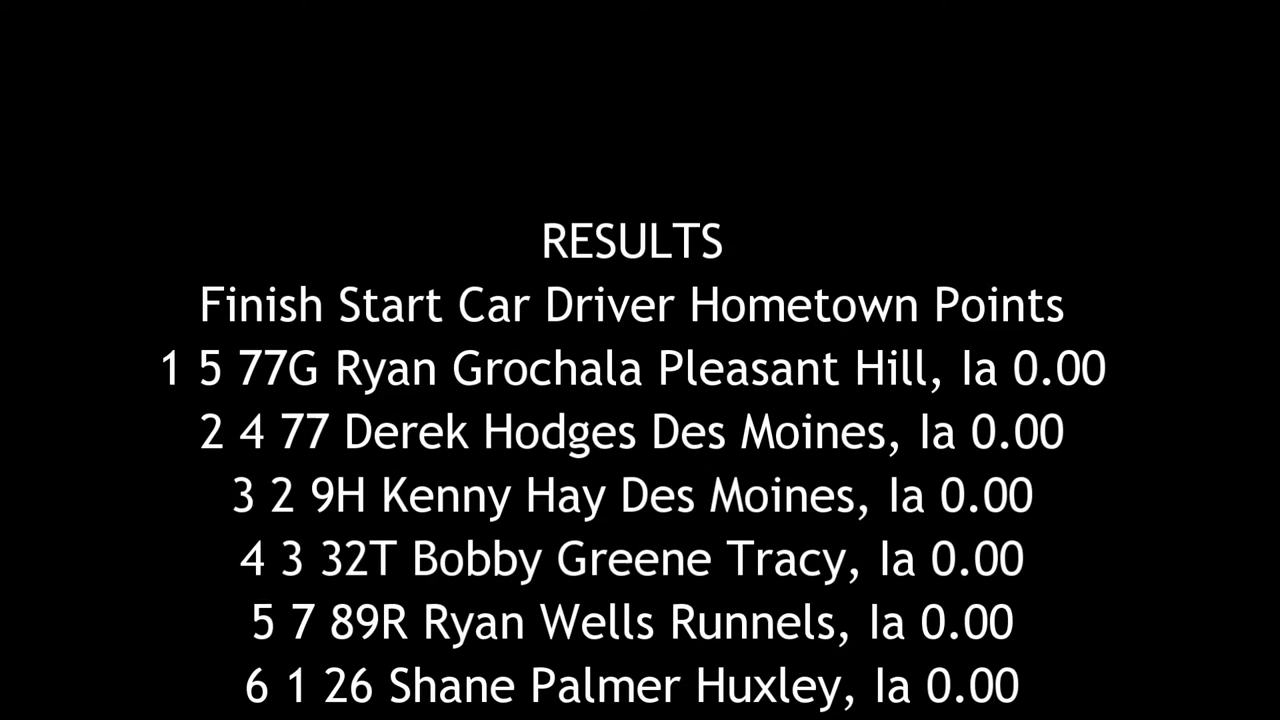 RESULTS
Finish Start Car Driver Hometown Points
1 5 77G Ryan Grochala Pleasant Hill, Ia 0.00
2 4 77 Derek Hodges Des Moines, Ia 0.00
3 2 9H Kenny Hay Des Moines, Ia 0.00
4 3 32T Bobby Greene Tracy, Ia 0.00
5 7 89R Ryan Wells Runnels, Ia 0.00
6 1 26 Shane Palmer Huxley, Ia 0.00